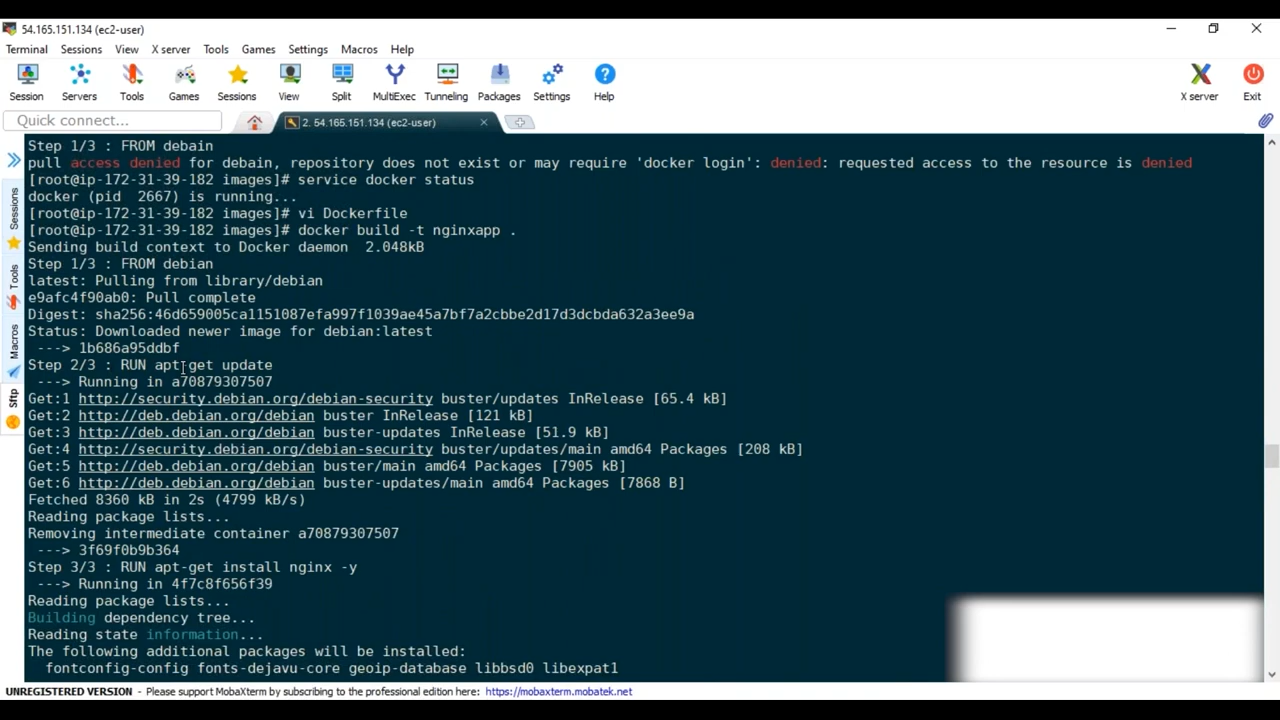 54.165.151.134 (ec2-user)
Terminal Sessions View X server Tools Games Settings Macros Help
Session Servers Tools Games Sessions View Split MultiExec Tunneling Packages Settings Help X server Exit
Quick connect...
2. 54.165.151.134 (ec2-user)
Sessions
Tools
Macros
Sftp
Step 1/3 : FROM debain
pull access denied for debain, repository does not exist or may require 'docker login': denied: requested access to the resource is denied
[root@ip-172-31-39-182 images]# service docker status
docker (pid  2667) is running...
[root@ip-172-31-39-182 images]# vi Dockerfile
[root@ip-172-31-39-182 images]# docker build -t nginxapp .
Sending build context to Docker daemon  2.048kB
Step 1/3 : FROM debian
latest: Pulling from library/debian
e9afc4f90ab0: Pull complete
Digest: sha256:46d659005ca1151087efa997f1039ae45a7bf7a2cbbe2d17d3dcbda632a3ee9a
Status: Downloaded newer image for debian:latest
 ---> 1b686a95ddbf
Step 2/3 : RUN apt-get update
 ---> Running in a70879307507
Get:1 http://security.debian.org/debian-security buster/updates InRelease [65.4 kB]
Get:2 http://deb.debian.org/debian buster InRelease [121 kB]
Get:3 http://deb.debian.org/debian buster-updates InRelease [51.9 kB]
Get:4 http://security.debian.org/debian-security buster/updates/main amd64 Packages [208 kB]
Get:5 http://deb.debian.org/debian buster/main amd64 Packages [7905 kB]
Get:6 http://deb.debian.org/debian buster-updates/main amd64 Packages [7868 B]
Fetched 8360 kB in 2s (4799 kB/s)
Reading package lists...
Removing intermediate container a70879307507
 ---> 3f69f0b9b364
Step 3/3 : RUN apt-get install nginx -y
 ---> Running in 4f7c8f656f39
Reading package lists...
Building dependency tree...
Reading state information...
The following additional packages will be installed:
  fontconfig-config fonts-dejavu-core geoip-database libbsd0 libexpat1
UNREGISTERED VERSION - Please support MobaXterm by subscribing to the professional edition here: https://mobaxterm.mobatek.net